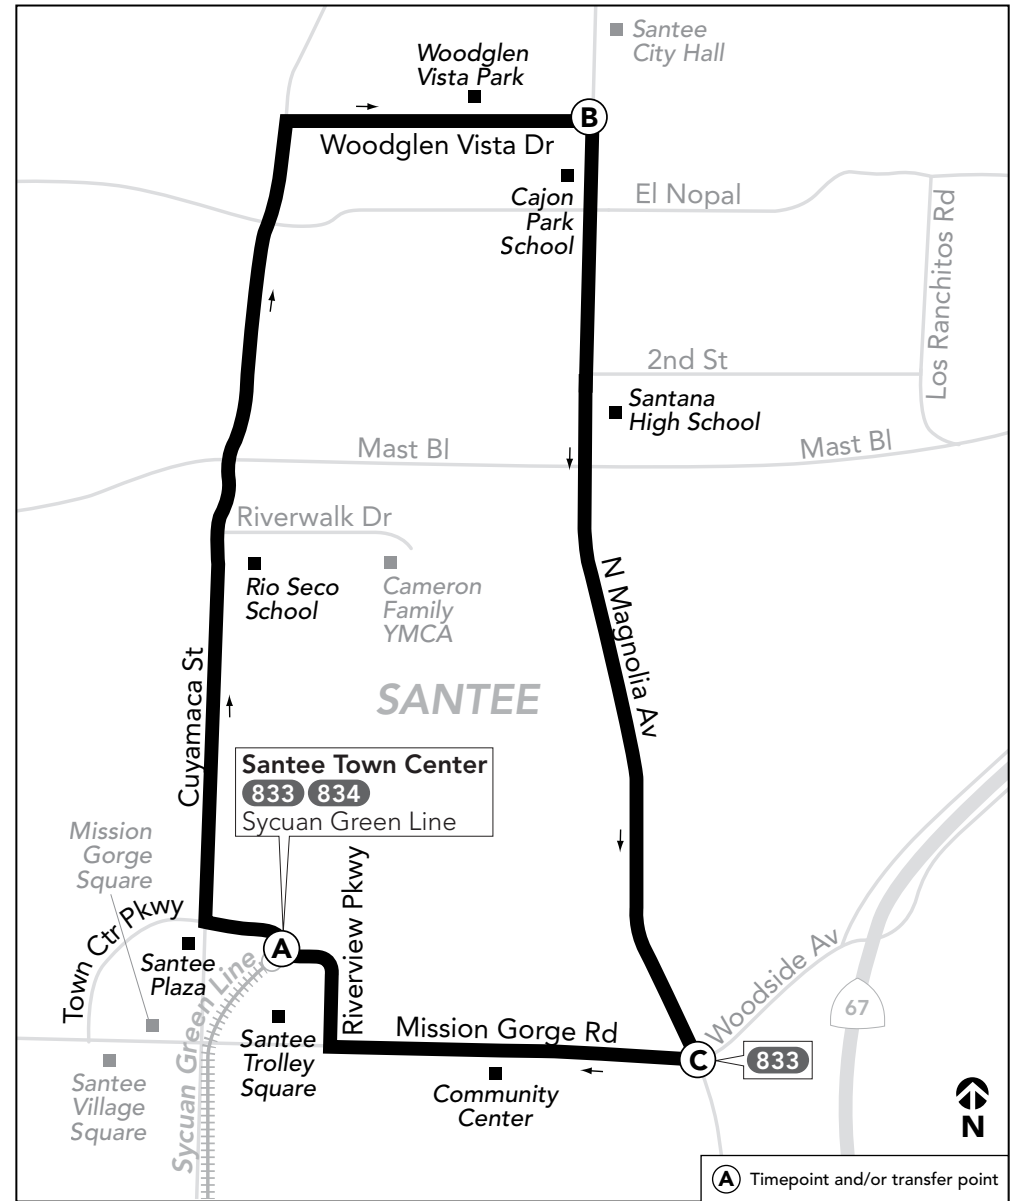 Santee
City Hall
Woodglen
Vista Park
B
Woodglen Vista Dr
Cajon
Park
School
El Nopal
Los Ranchitos Rd
2nd St
Santana
High School
Mast Bl
Mast Bl
Riverwalk Dr
Rio Seco
School
Cameron
Family
YMCA
N Magnolia Av
Cuyamaca St
SANTEE
Santee Town Center
833 834
Sycuan Green Line
Mission
Gorge
Square
Town Ctr Pkwy
Riverview Pkwy
A
Santee
Plaza
Sycuan Green Line
Woodside Av
67
Santee
Trolley
Square
Mission Gorge Rd
C
833
Santee
Village
Square
Community
Center
N
A Timepoint and/or transfer point